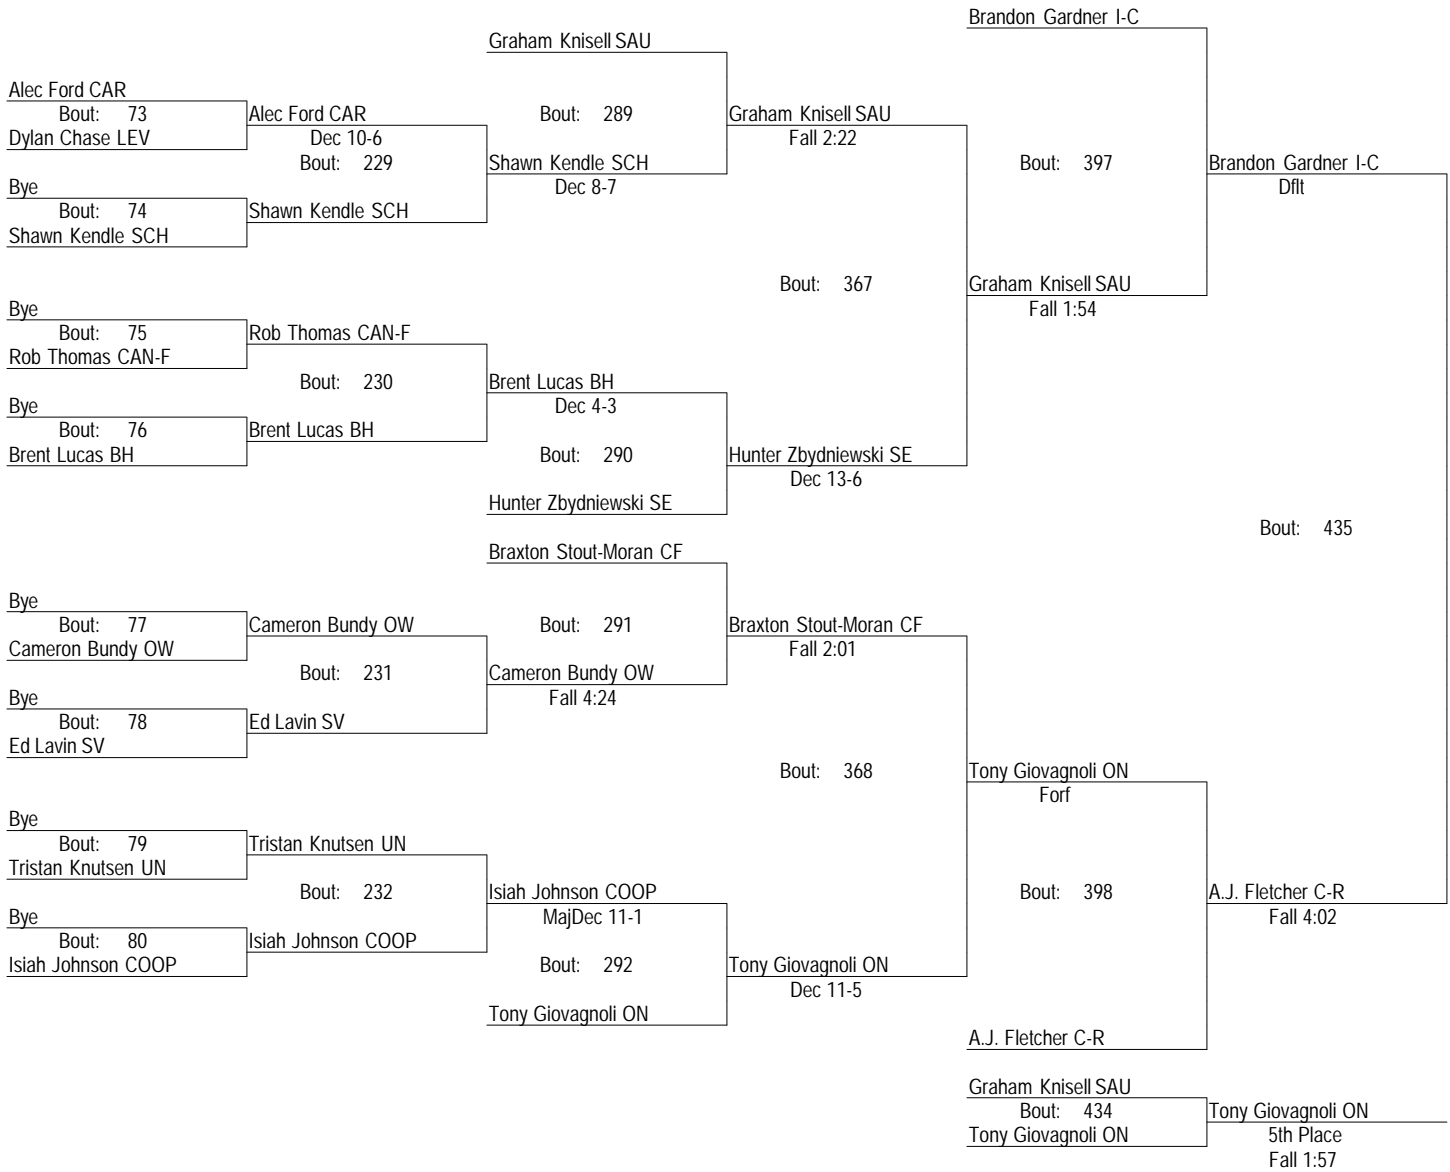 Brandon Gardner I-C
Graham Knisell SAU
Alec Ford CAR
Bout: 73
Alec Ford CAR
Bout: 289
Graham Knisell SAU
Dylan Chase LEV
Dec 10-6
Fall 2:22
Bout: 229
Shawn Kendle SCH
Bout: 397
Brandon Gardner I-C
Bye
Dec 8-7
Dflt
Bout: 74
Shawn Kendle SCH
Shawn Kendle SCH
Bout: 367
Graham Knisell SAU
Bye
Fall 1:54
Bout: 75
Rob Thomas CAN-F
Rob Thomas CAN-F
Bout: 230
Brent Lucas BH
Bye
Dec 4-3
Bout: 76
Brent Lucas BH
Brent Lucas BH
Bout: 290
Hunter Zbydniewski SE
Dec 13-6
Hunter Zbydniewski SE
Bout: 435
Braxton Stout-Moran CF
Bye
Bout: 77
Cameron Bundy OW
Bout: 291
Braxton Stout-Moran CF
Cameron Bundy OW
Fall 2:01
Bout: 231
Cameron Bundy OW
Bye
Fall 4:24
Bout: 78
Ed Lavin SV
Ed Lavin SV
Bout: 368
Tony Giovagnoli ON
Forf
Bye
Bout: 79
Tristan Knutsen UN
Tristan Knutsen UN
Bout: 232
Isiah Johnson COOP
Bout: 398
A.J. Fletcher C-R
Bye
MajDec 11-1
Fall 4:02
Bout: 80
Isiah Johnson COOP
Isiah Johnson COOP
Bout: 292
Tony Giovagnoli ON
Dec 11-5
Tony Giovagnoli ON
A.J. Fletcher C-R
Graham Knisell SAU
Bout: 434
Tony Giovagnoli ON
Tony Giovagnoli ON
5th Place
Fall 1:57